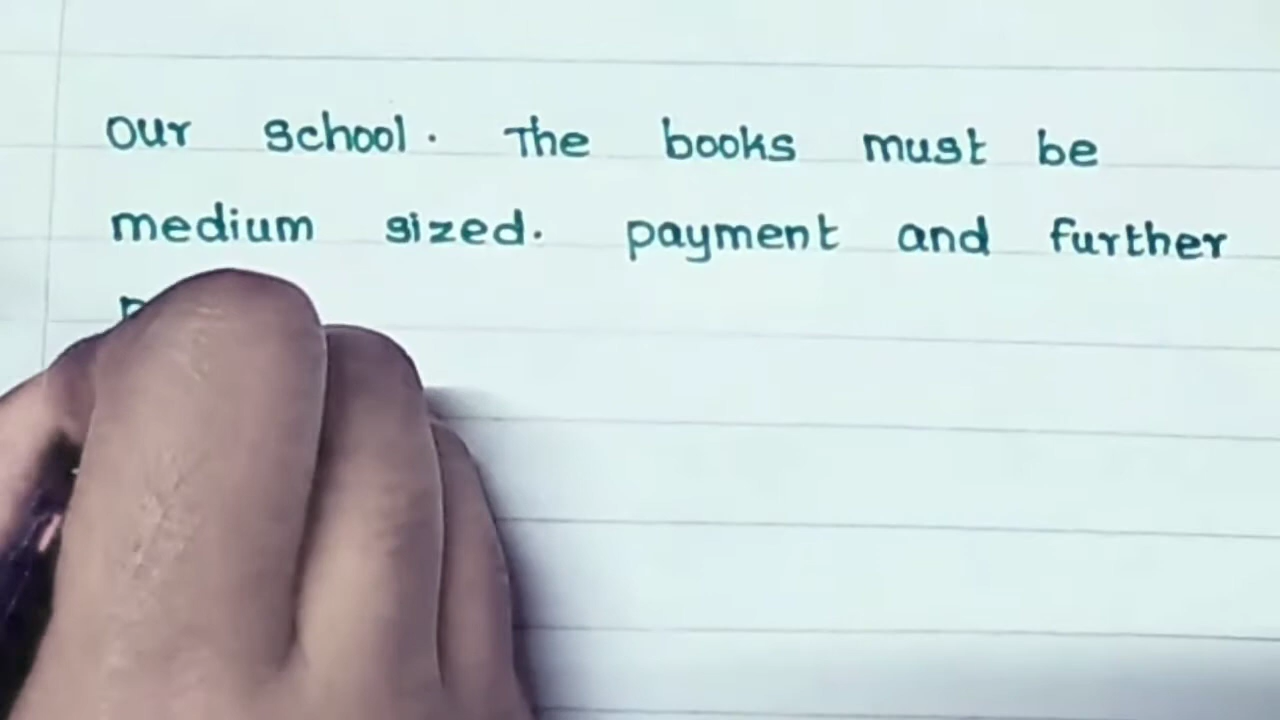 Our school. The books must be
medium sized. payment and further